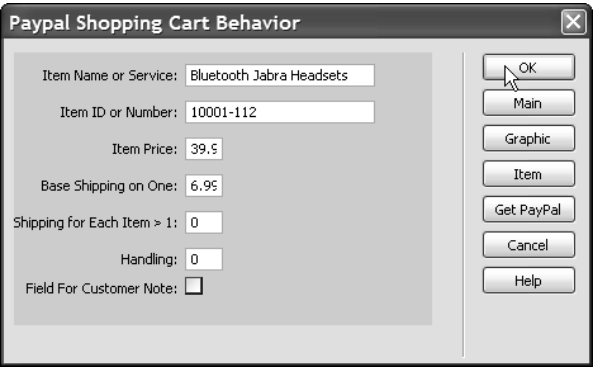 Paypal Shopping Cart Behavior
Item Name or Service: Bluetooth Jabra Headsets
Item ID or Number: 10001-112
Item Price: 39.9
Base Shipping on One: 6.99
Shipping for Each Item > 1: 0
Handling: 0
Field For Customer Note:
OK
Main
Graphic
Item
Get PayPal
Cancel
Help